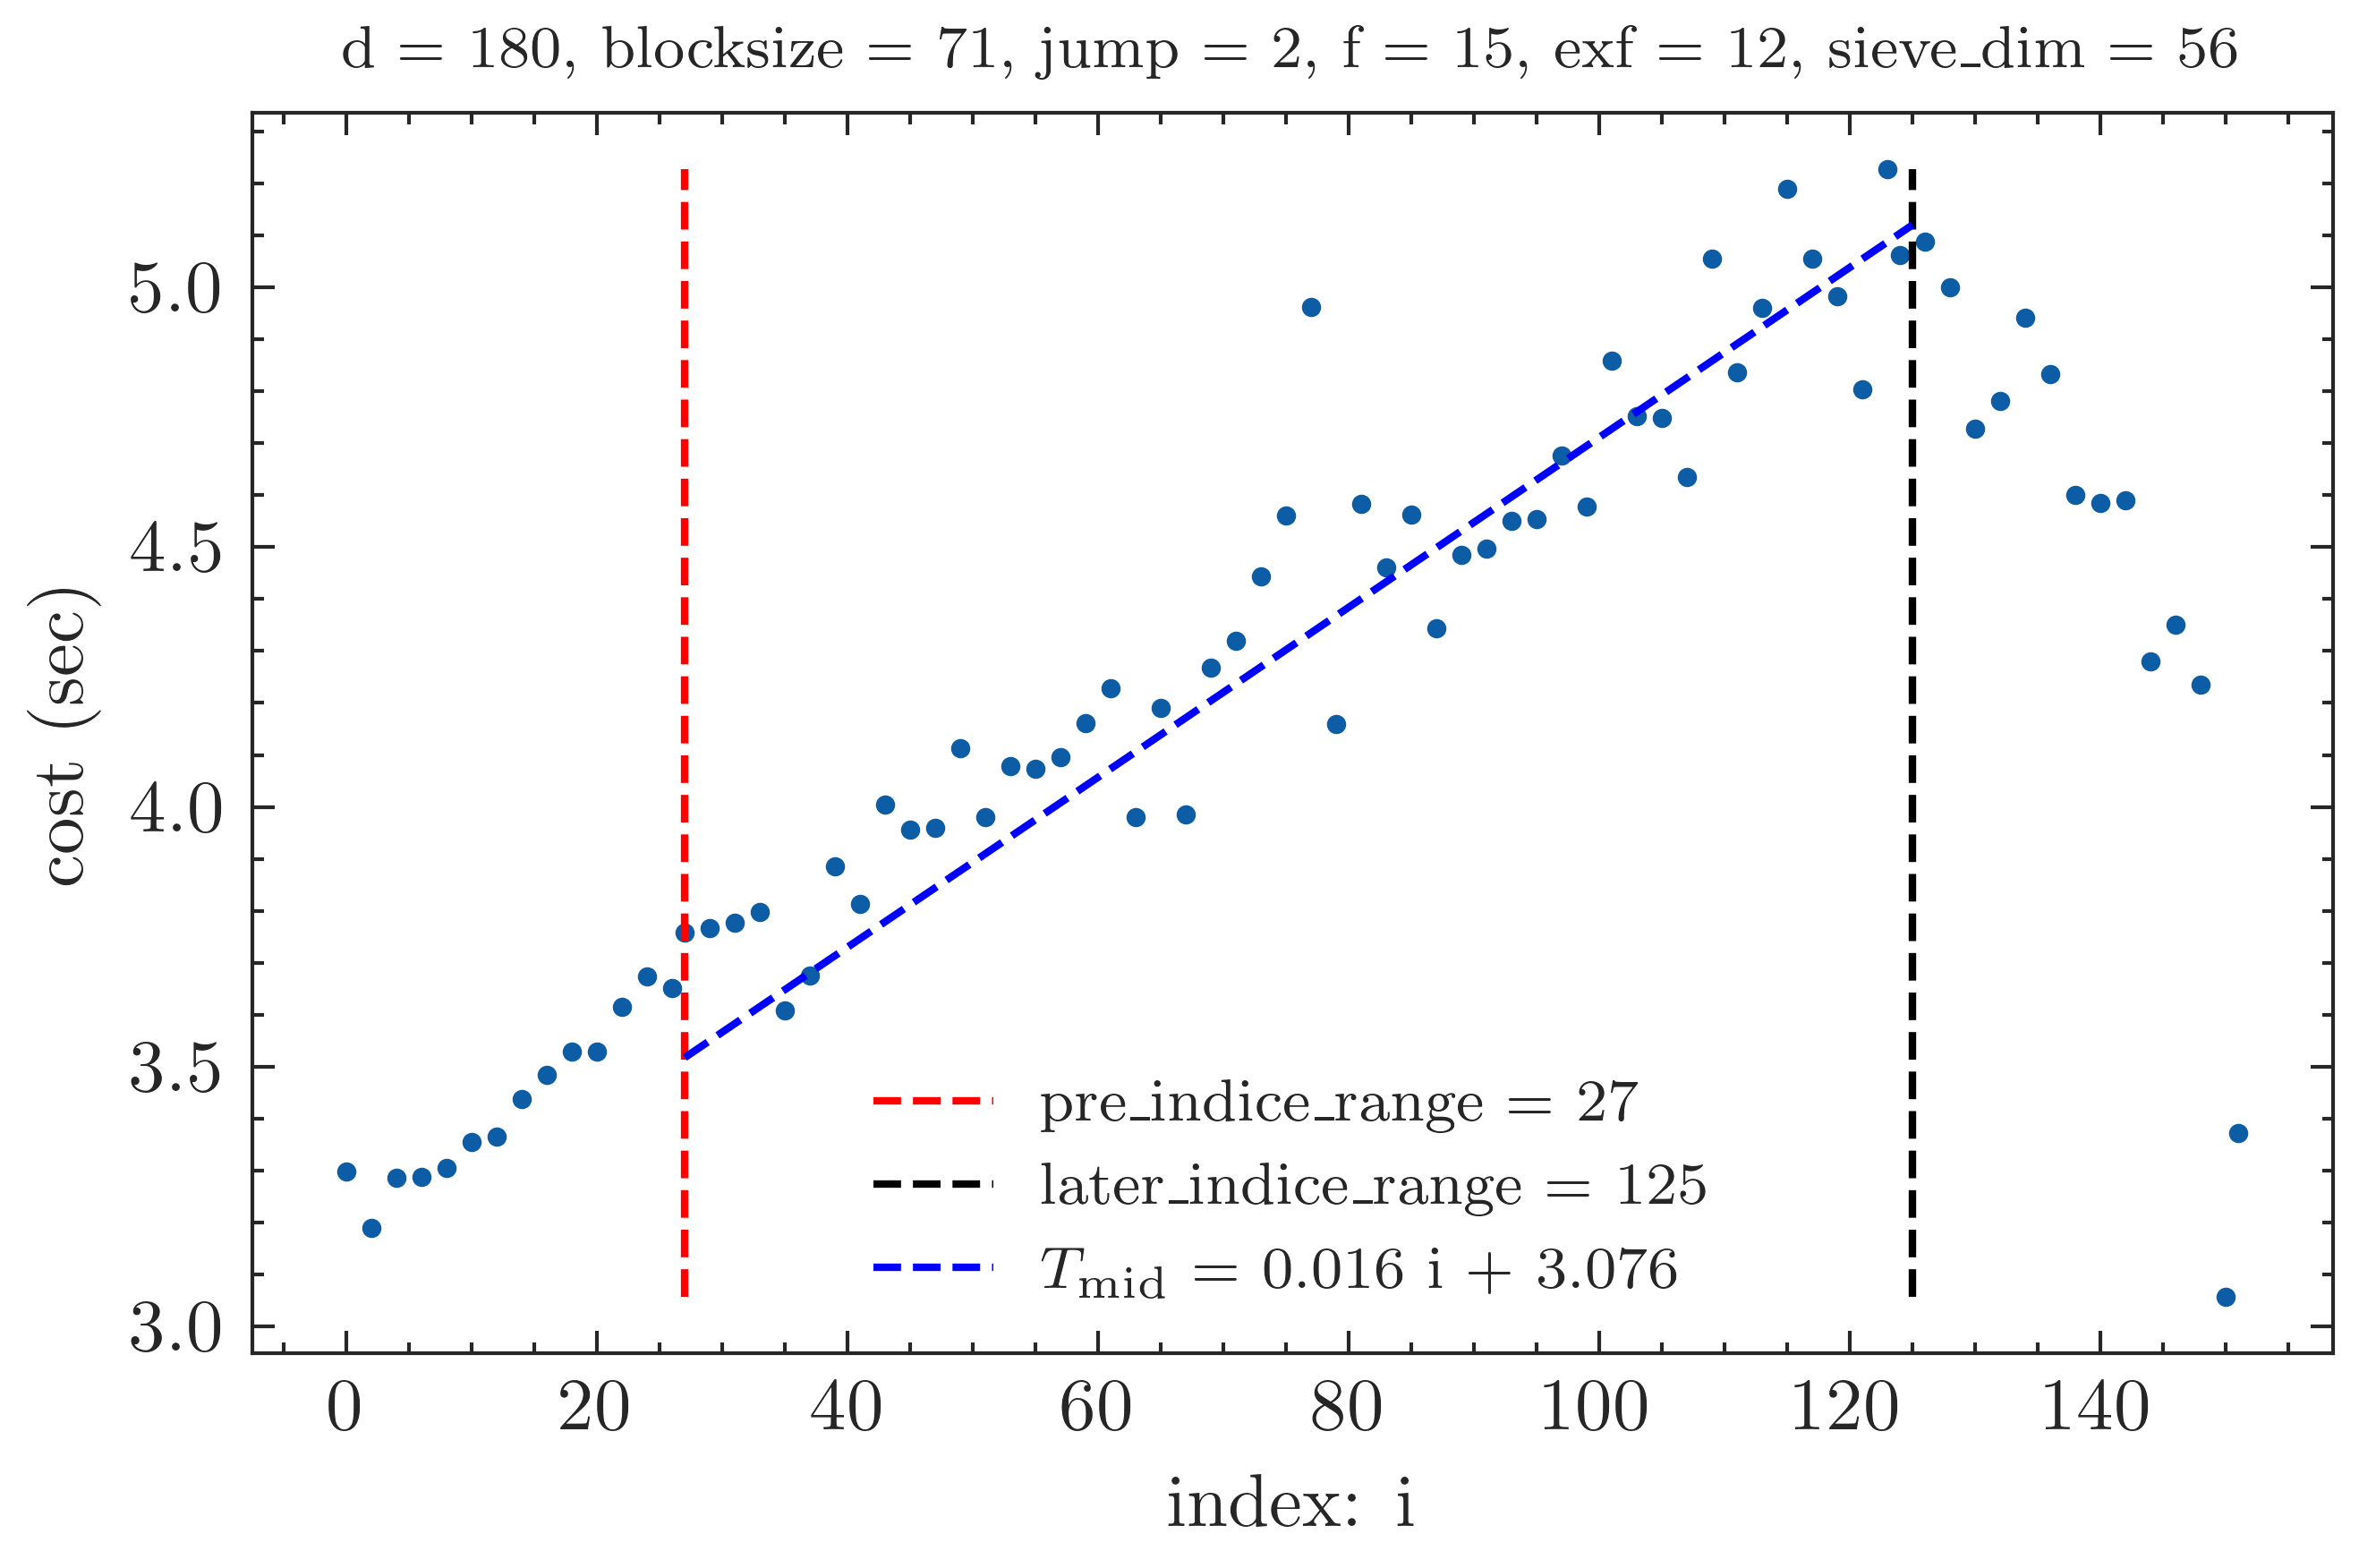 d = 180, blocksize = 71, jump = 2, f = 15, exf = 12, sieve_dim = 56
5.0
4.5
4.0
3.5
3.0
cost (sec)
pre_indice_range = 27
later_indice_range = 125
T_mid = 0.016 i + 3.076
0 20 40 60 80 100 120 140
index: i